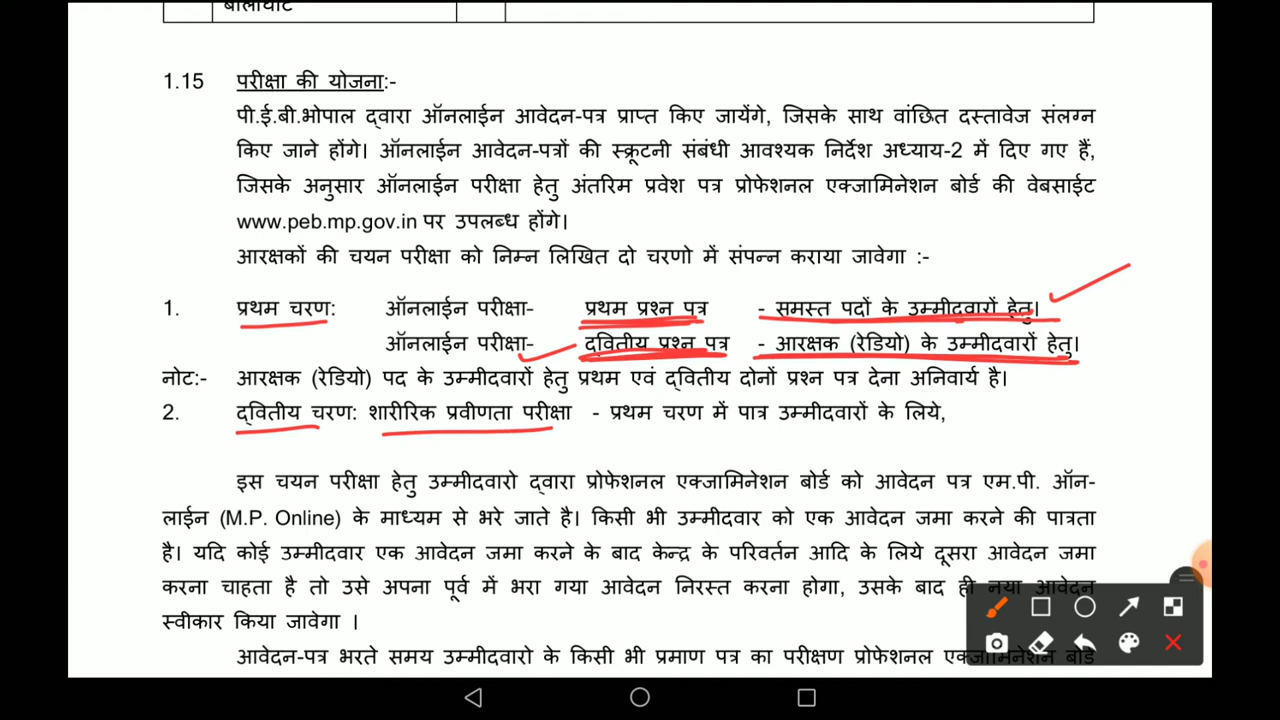 बालाघाट
1.15 परीक्षा की योजना:-
पी.ई.बी.भोपाल द्वारा ऑनलाईन आवेदन-पत्र प्राप्त किए जायेंगे, जिसके साथ वांछित दस्तावेज संलग्न
किए जाने होंगे। ऑनलाईन आवेदन-पत्रों की स्क्रूटनी संबंधी आवश्यक निर्देश अध्याय-2 में दिए गए हैं,
जिसके अनुसार ऑनलाईन परीक्षा हेतु अंतरिम प्रवेश पत्र प्रोफेशनल एक्जामिनेशन बोर्ड की वेबसाईट
www.peb.mp.gov.in पर उपलब्ध होंगे।
आरक्षकों की चयन परीक्षा को निम्न लिखित दो चरणो में संपन्न कराया जावेगा :-
1. प्रथम चरण: ऑनलाईन परीक्षा- प्रथम प्रश्न पत्र - समस्त पदों के उम्मीदवारों हेतु।
ऑनलाईन परीक्षा- द्वितीय प्रश्न पत्र - आरक्षक (रेडियो) के उम्मीदवारों हेतु।
नोट:- आरक्षक (रेडियो) पद के उम्मीदवारों हेतु प्रथम एवं द्वितीय दोनों प्रश्न पत्र देना अनिवार्य है।
2. द्वितीय चरण: शारीरिक प्रवीणता परीक्षा - प्रथम चरण में पात्र उम्मीदवारों के लिये,
इस चयन परीक्षा हेतु उम्मीदवारो द्वारा प्रोफेशनल एक्जामिनेशन बोर्ड को आवेदन पत्र एम.पी. ऑन-
लाईन (M.P. Online) के माध्यम से भरे जाते है। किसी भी उम्मीदवार को एक आवेदन जमा करने की पात्रता
है। यदि कोई उम्मीदवार एक आवेदन जमा करने के बाद केन्द्र के परिवर्तन आदि के लिये दूसरा आवेदन जमा
करना चाहता है तो उसे अपना पूर्व में भरा गया आवेदन निरस्त करना होगा, उसके बाद ही नया आवेदन
स्वीकार किया जावेगा ।
आवेदन-पत्र भरते समय उम्मीदवारो के किसी भी प्रमाण पत्र का परीक्षण प्रोफेशनल एक्जामिनेशन बोर्ड